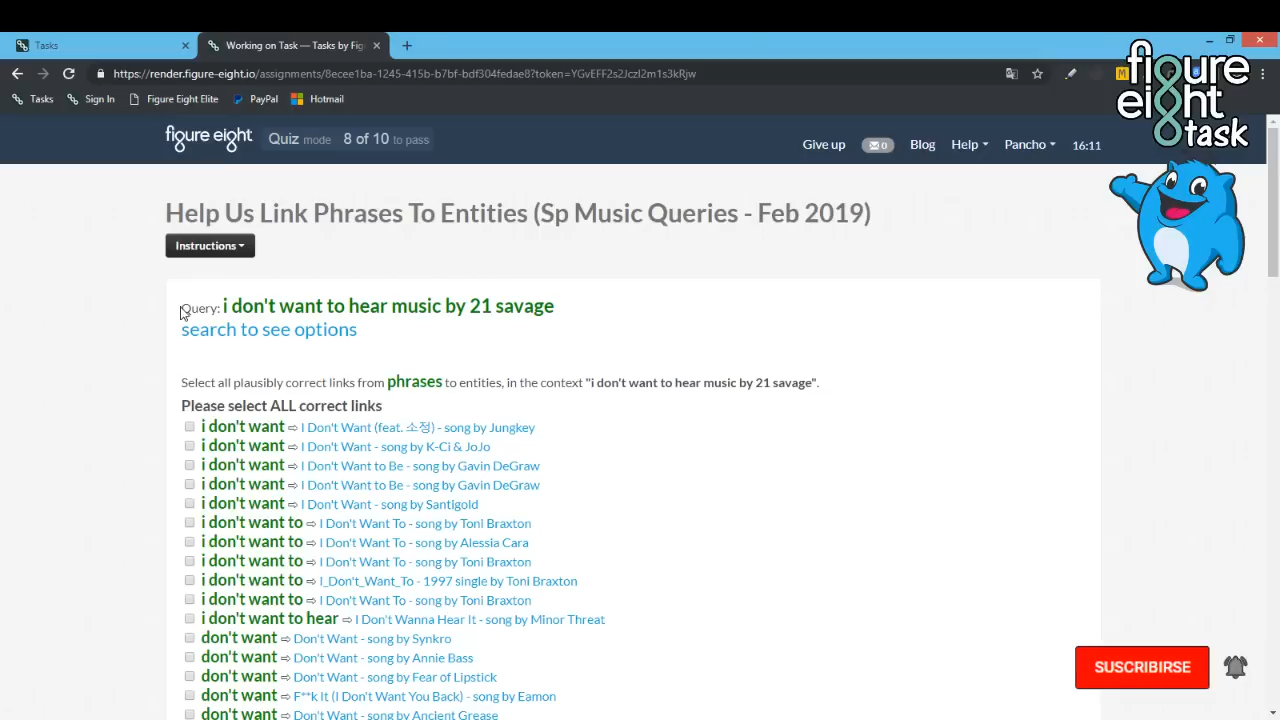 Tasks
Working on Task — Tasks by Fig
https://render.figure-eight.io/assignments/8ecee1ba-1245-415b-b7bf-bdf304fedae8?token=YGvEFF2s2JczI2m1s3kRjw
Tasks
Sign In
Figure Eight Elite
PayPal
Hotmail
figure
eight
task
figure eight
Quiz mode
8 of 10 to pass
Give up
0
Blog
Help
Pancho
16:11
Help Us Link Phrases To Entities (Sp Music Queries - Feb 2019)
Instructions
Query: i don't want to hear music by 21 savage
search to see options
Select all plausibly correct links from phrases to entities, in the context "i don't want to hear music by 21 savage".
Please select ALL correct links
i don't want ⇨ I Don't Want (feat. 소정) - song by Jungkey
i don't want ⇨ I Don't Want - song by K-Ci & JoJo
i don't want ⇨ I Don't Want to Be - song by Gavin DeGraw
i don't want ⇨ I Don't Want to Be - song by Gavin DeGraw
i don't want ⇨ I Don't Want - song by Santigold
i don't want to ⇨ I Don't Want To - song by Toni Braxton
i don't want to ⇨ I Don't Want To - song by Alessia Cara
i don't want to ⇨ I Don't Want To - song by Toni Braxton
i don't want to ⇨ I_Don't_Want_To - 1997 single by Toni Braxton
i don't want to ⇨ I Don't Want To - song by Toni Braxton
i don't want to hear ⇨ I Don't Wanna Hear It - song by Minor Threat
don't want ⇨ Don't Want - song by Synkro
don't want ⇨ Don't Want - song by Annie Bass
don't want ⇨ Don't Want - song by Fear of Lipstick
don't want ⇨ F**k It (I Don't Want You Back) - song by Eamon
don't want ⇨ Don't Want - song by Ancient Grease
SUSCRIBIRSE